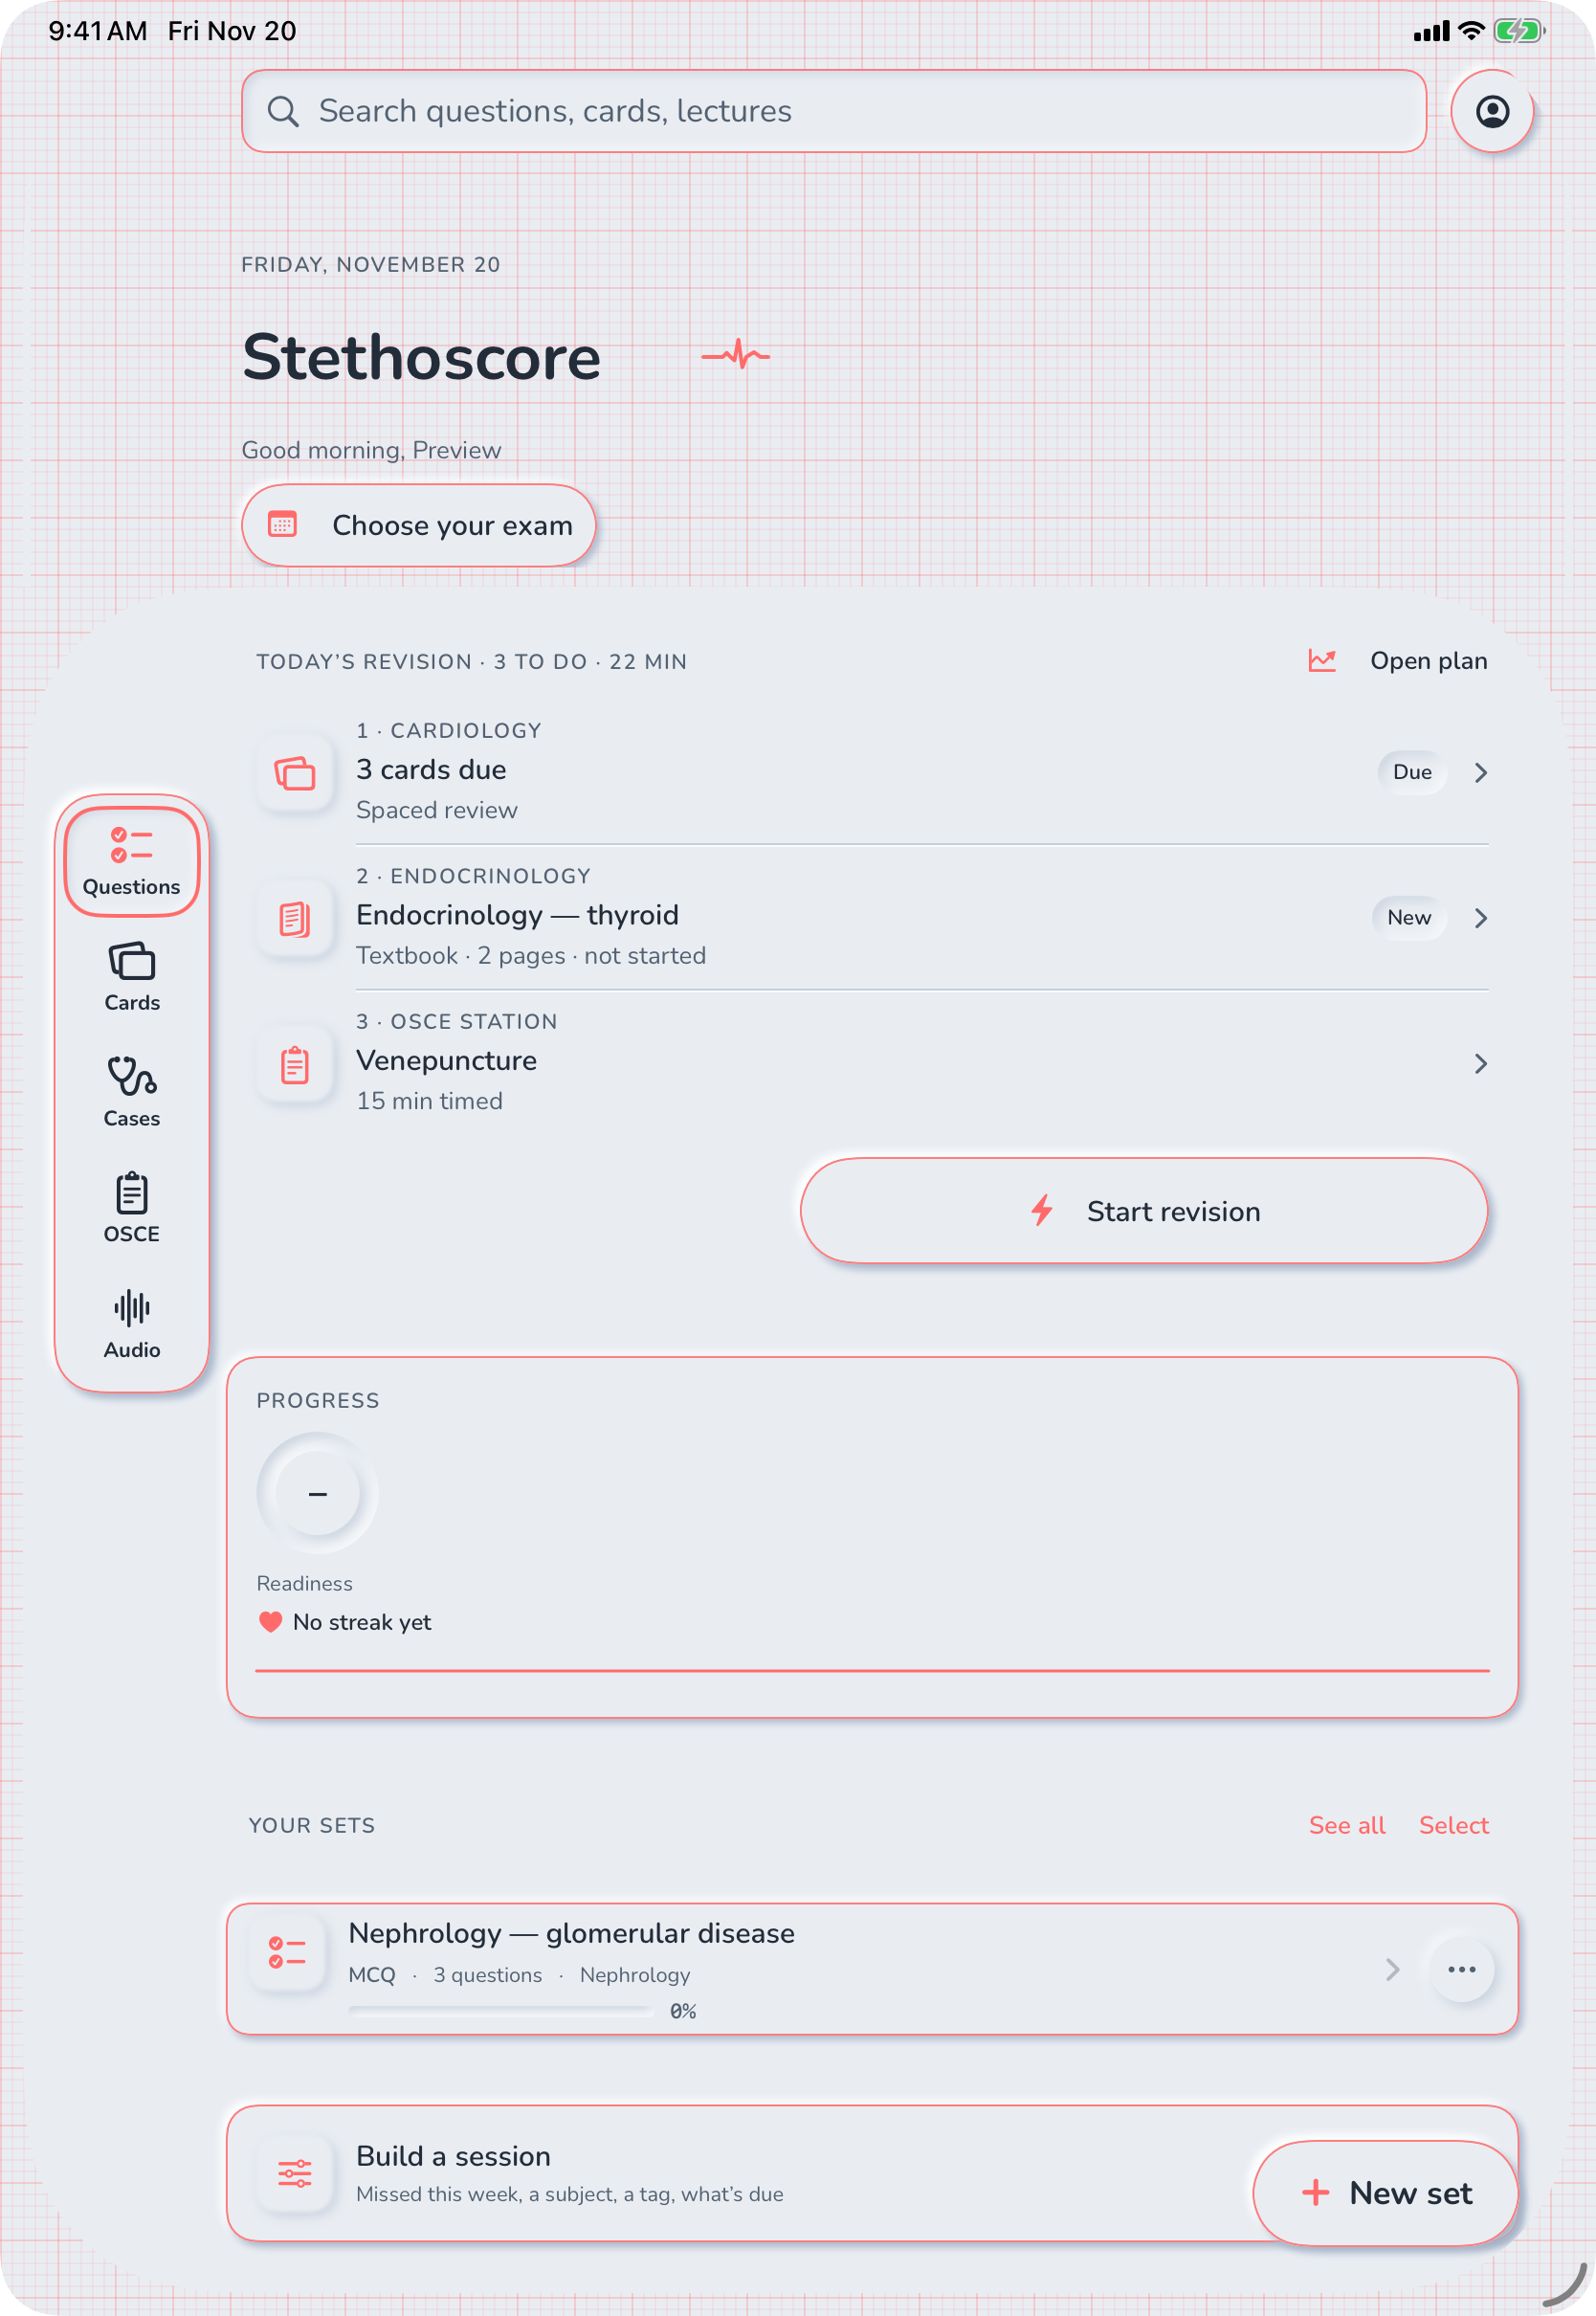 9:41 AM Fri Nov 20
Search questions, cards, lectures
FRIDAY, NOVEMBER 20
Stethoscore
Good morning, Preview
Choose your exam
TODAY’S REVISION · 3 TO DO · 22 MIN
Open plan
1 · CARDIOLOGY
3 cards due
Spaced review
Due
2 · ENDOCRINOLOGY
Endocrinology — thyroid
Textbook · 2 pages · not started
New
3 · OSCE STATION
Venepuncture
15 min timed
Start revision
Questions
Cards
Cases
OSCE
Audio
PROGRESS
–
Readiness
No streak yet
YOUR SETS
See all Select
Nephrology — glomerular disease
MCQ · 3 questions · Nephrology
0%
Build a session
Missed this week, a subject, a tag, what’s due
New set